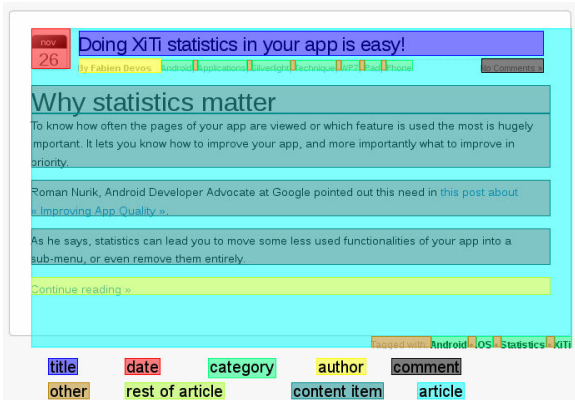 nov
26
Doing XiTi statistics in your app is easy!
By Fabien Devos Android Applications Silverlight Technique WP7 iPad iPhone No Comments »
Why statistics matter
To know how often the pages of your app are viewed or which feature is used the most is hugely
important. It lets you know how to improve your app, and more importantly what to improve in
priority.
Roman Nurik, Android Developer Advocate at Google pointed out this need in this post about
« Improving App Quality ».
As he says, statistics can lead you to move some less used functionalities of your app into a
sub-menu, or even remove them entirely.
Continue reading »
Tagged with: Android • iOS • Statistics • XiTi
title date category author comment
other rest of article content item article